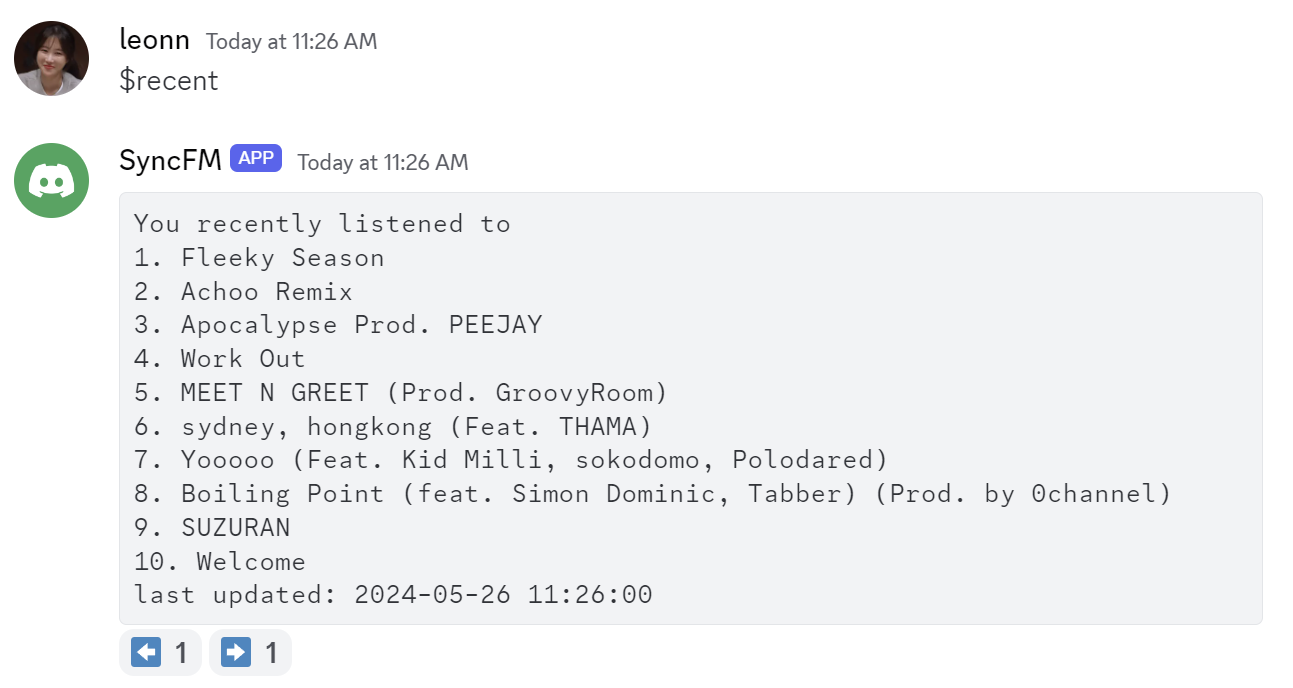 leonn Today at 11:26 AM
$recent
SyncFM APP Today at 11:26 AM
You recently listened to
1. Fleeky Season
2. Achoo Remix
3. Apocalypse Prod. PEEJAY
4. Work Out
5. MEET N GREET (Prod. GroovyRoom)
6. sydney, hongkong (Feat. THAMA)
7. Yooooo (Feat. Kid Milli, sokodomo, Polodared)
8. Boiling Point (feat. Simon Dominic, Tabber) (Prod. by 0channel)
9. SUZURAN
10. Welcome
last updated: 2024-05-26 11:26:00
1 1